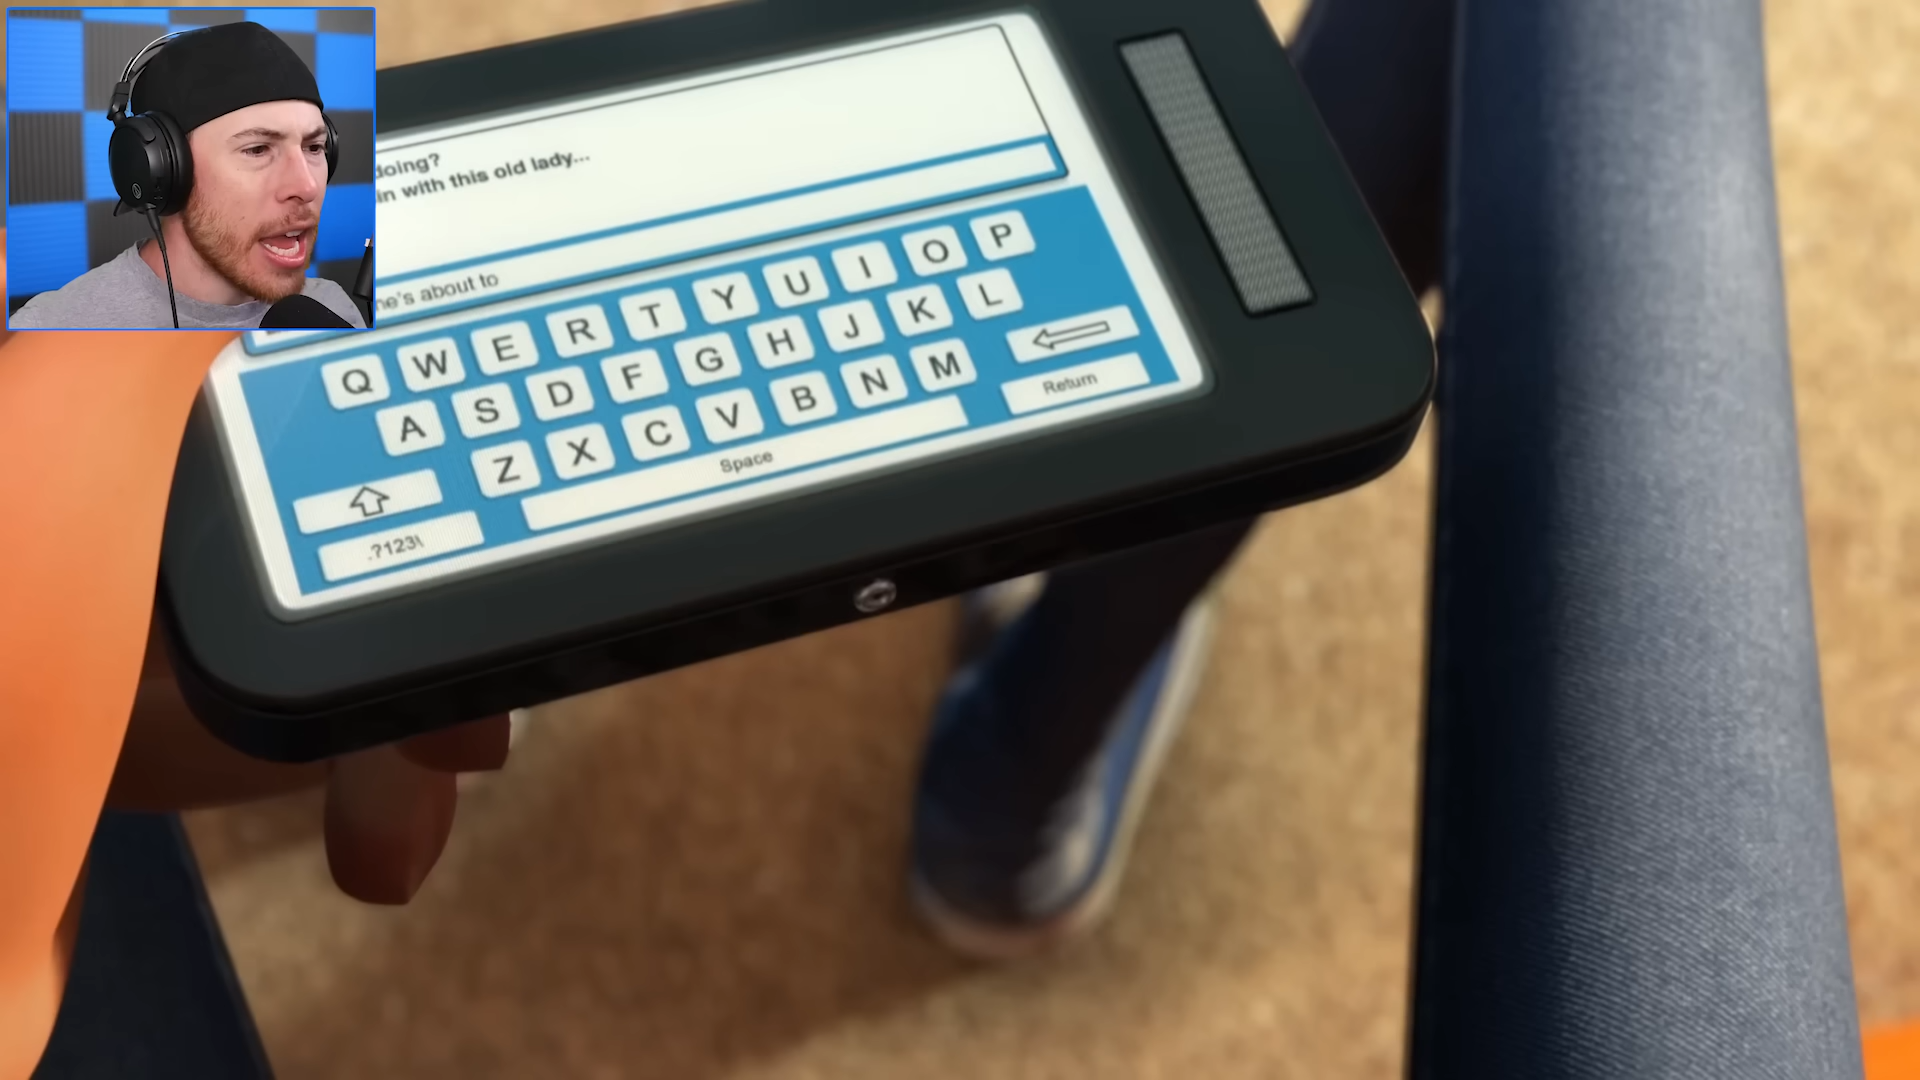 doing?
in with this old lady...
he's about to
Q W E R T Y U I O P
A S D F G H J K L
Z X C V B N M
.?123\
Space
Return